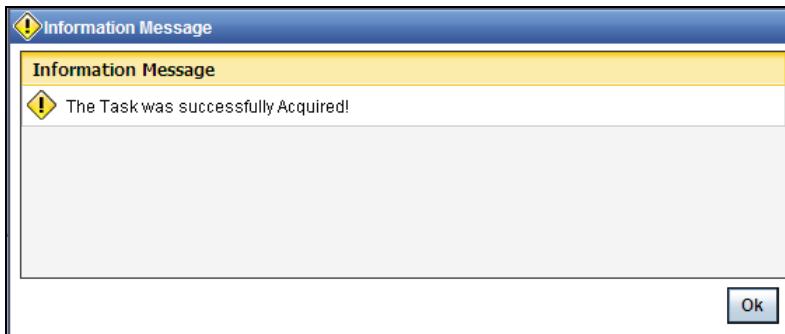 Information Message
Information Message
The Task was successfully Acquired!
Ok